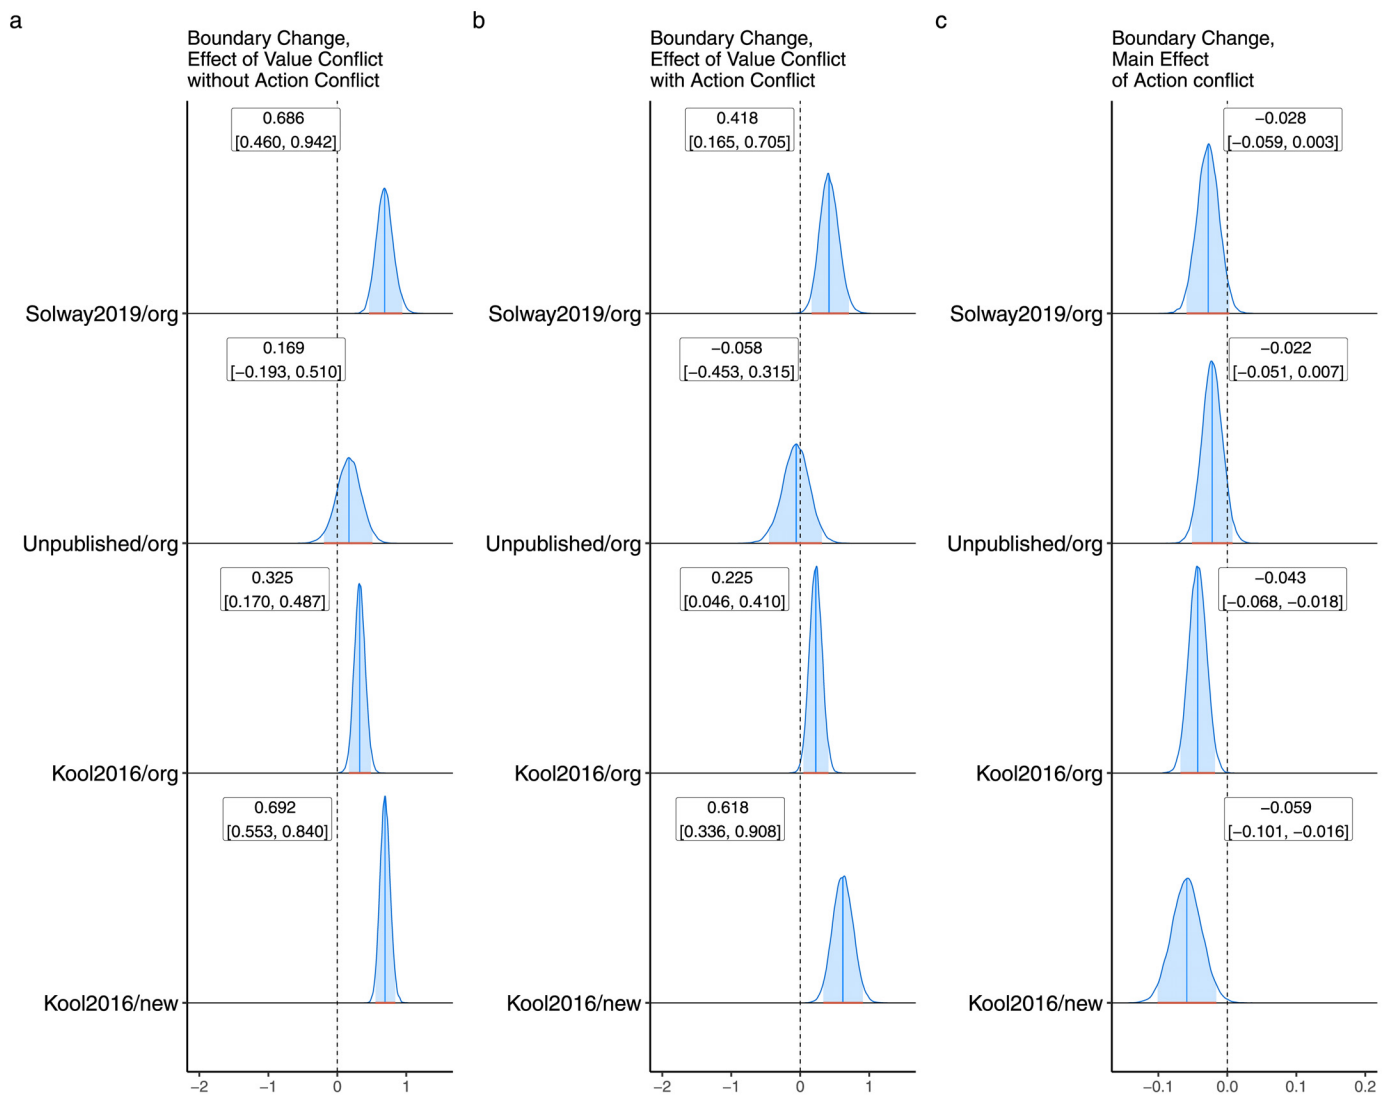 a
Boundary Change,
Effect of Value Conflict
without Action Conflict
0.686
[0.460, 0.942]
Solway2019/org
0.169
[−0.193, 0.510]
Unpublished/org
0.325
[0.170, 0.487]
Kool2016/org
0.692
[0.553, 0.840]
Kool2016/new
−2 −1 0 1
b
Boundary Change,
Effect of Value Conflict
with Action Conflict
0.418
[0.165, 0.705]
Solway2019/org
−0.058
[−0.453, 0.315]
Unpublished/org
0.225
[0.046, 0.410]
Kool2016/org
0.618
[0.336, 0.908]
Kool2016/new
−2 −1 0 1
c
Boundary Change,
Main Effect
of Action conflict
−0.028
[−0.059, 0.003]
Solway2019/org
−0.022
[−0.051, 0.007]
Unpublished/org
−0.043
[−0.068, −0.018]
Kool2016/org
−0.059
[−0.101, −0.016]
Kool2016/new
−0.1 0.0 0.1 0.2